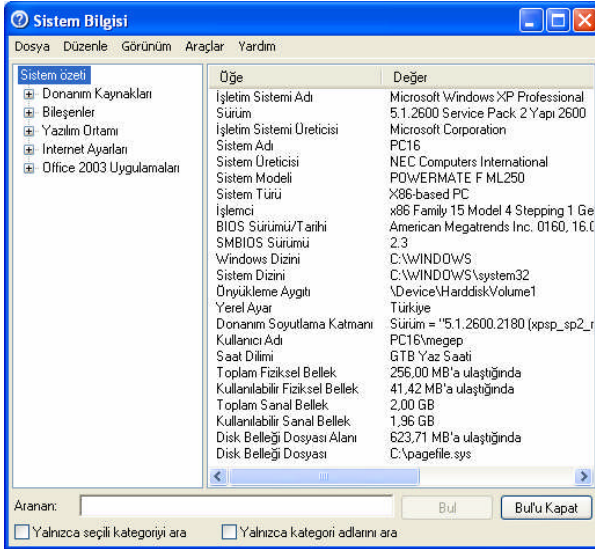 Sistem Bilgisi
Dosya Düzenle Görünüm Araçlar Yardım
Sistem özeti
Donanım Kaynakları
Bileşenler
Yazılım Ortamı
Internet Ayarları
Office 2003 Uygulamaları
Öğe Değer
İşletim Sistemi Adı Microsoft Windows XP Professional
Sürüm 5.1.2600 Service Pack 2 Yapı 2600
İşletim Sistemi Üreticisi Microsoft Corporation
Sistem Adı PC16
Sistem Üreticisi NEC Computers International
Sistem Modeli POWERMATE F ML250
Sistem Türü X86-based PC
İşlemci x86 Family 15 Model 4 Stepping 1 Ge
BIOS Sürümü/Tarihi American Megatrends Inc. 0160, 16.0
SMBIOS Sürümü 2.3
Windows Dizini C:\WINDOWS
Sistem Dizini C:\WINDOWS\system32
Önyükleme Aygıtı \Device\HarddiskVolume1
Yerel Ayar Türkiye
Donanım Soyutlama Katmanı Sürüm = "5.1.2600.2180 (xpsp_sp2_r
Kullanıcı Adı PC16\megep
Saat Dilimi GTB Yaz Saati
Toplam Fiziksel Bellek 256,00 MB'a ulaştığında
Kullanılabilir Fiziksel Bellek 41,42 MB'a ulaştığında
Toplam Sanal Bellek 2,00 GB
Kullanılabilir Sanal Bellek 1,96 GB
Disk Belleği Dosyası Alanı 623,71 MB'a ulaştığında
Disk Belleği Dosyası C:\pagefile.sys
Aranan: Bul Bul'u Kapat
Yalnızca seçili kategoriyi ara Yalnızca kategori adlarını ara